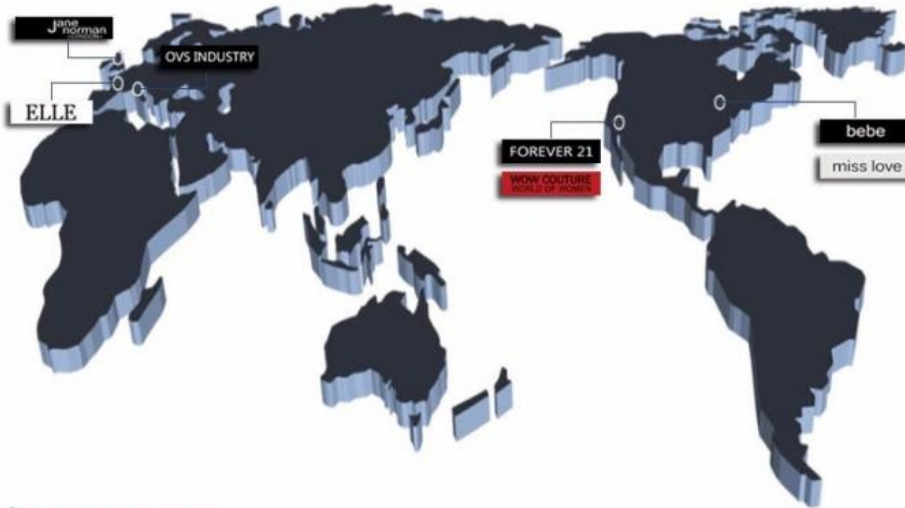 jane
norman
LONDON
OVS INDUSTRY
ELLE
FOREVER 21
WOW COUTURE
WORLD OF WOMEN
bebe
miss love